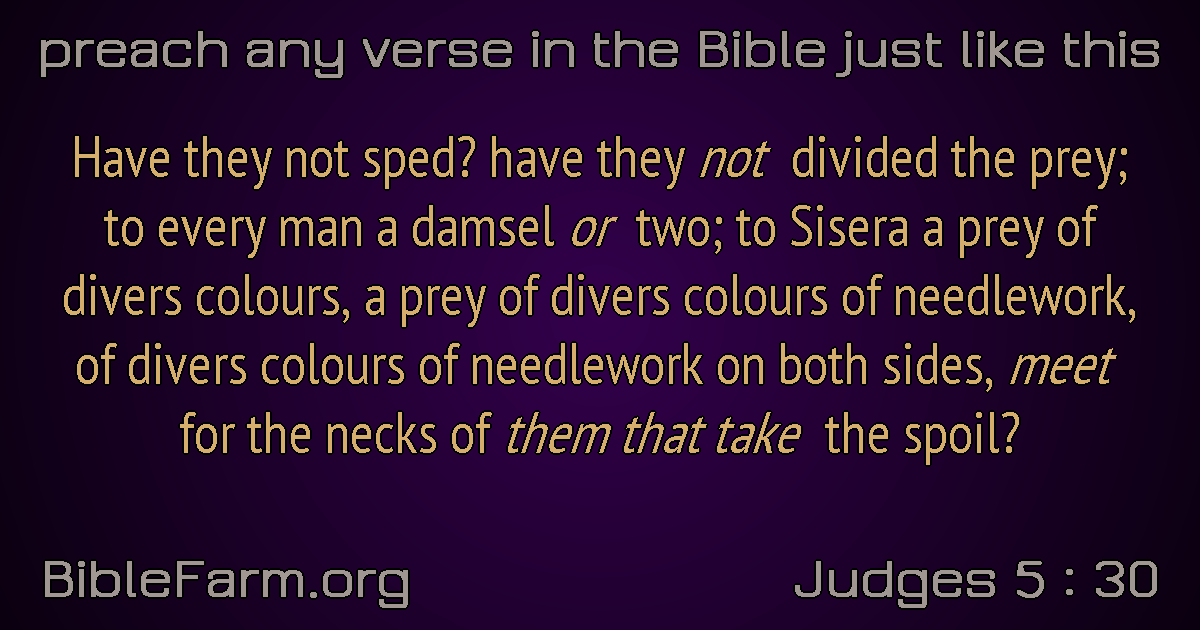 preach any verse in the Bible just like this
Have they not sped? have they not divided the prey;
to every man a damsel or two; to Sisera a prey of
divers colours, a prey of divers colours of needlework,
of divers colours of needlework on both sides, meet
for the necks of them that take the spoil?
BibleFarm.org
Judges 5 : 30